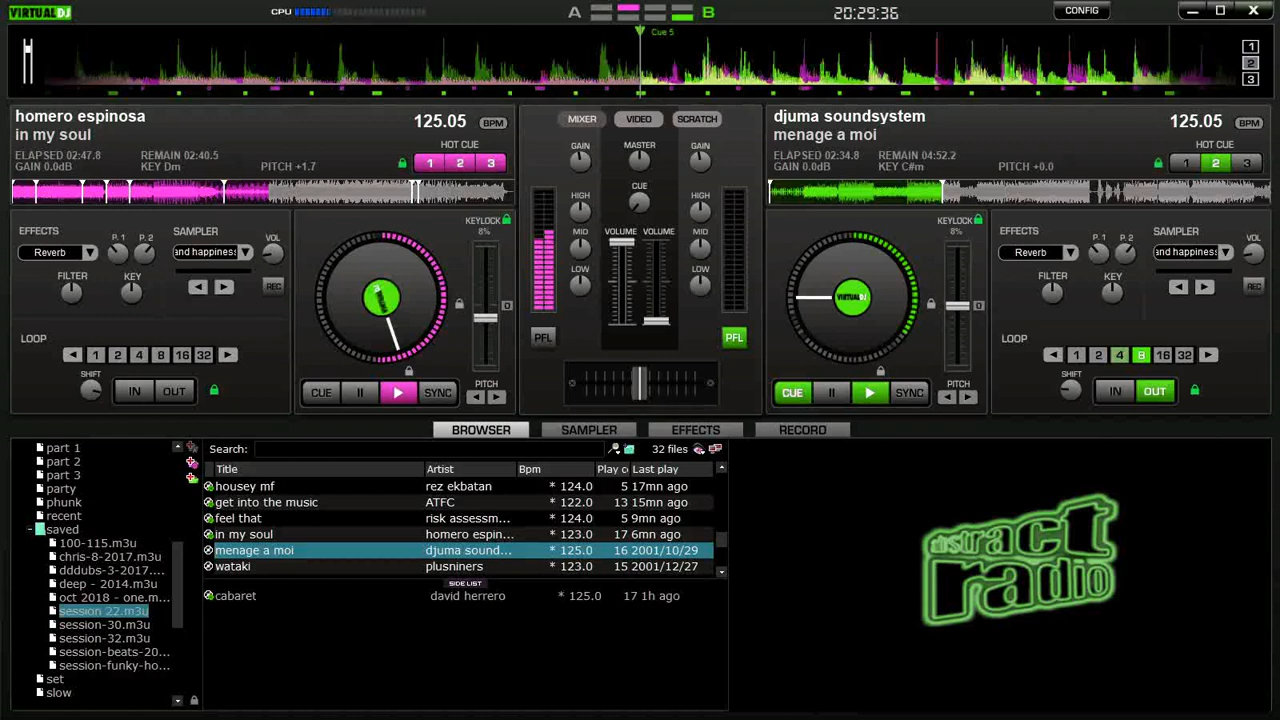 VIRTUAL DJ
CPU
A
B
20:29:36
CONFIG
Cue 5
1
2
3
homero espinosa
in my soul
125.05 BPM
ELAPSED 02:47.8 REMAIN 02:40.5
GAIN 0.0dB KEY Dm PITCH +1.7
HOT CUE
1 2 3
KEYLOCK
8%
EFFECTS
P. 1 P. 2
SAMPLER
VOL
Reverb
and happiness
FILTER KEY
REC
LOOP
1 2 4 8 16 32
SHIFT
IN OUT
VIRTUAL DJ
CUE SYNC
PITCH
MIXER VIDEO SCRATCH
GAIN MASTER GAIN
HIGH CUE HIGH
MID VOLUME VOLUME MID
LOW LOW
PFL PFL
djuma soundsystem
menage a moi
125.05 BPM
ELAPSED 02:34.8 REMAIN 04:52.2
GAIN 0.0dB KEY C#m PITCH +0.0
HOT CUE
1 2 3
VIRTUAL DJ
KEYLOCK
8%
CUE SYNC
PITCH
EFFECTS
P. 1 P. 2
SAMPLER
VOL
Reverb
and happiness
FILTER KEY
REC
LOOP
1 2 4 8 16 32
SHIFT
IN OUT
BROWSER SAMPLER EFFECTS RECORD
part 1
part 2
part 3
party
phunk
recent
saved
100-115.m3u
chris-8-2017.m3u
dddubs-3-2017....
deep - 2014.m3u
oct 2018 - one.m...
session 22.m3u
session-30.m3u
session-32.m3u
session-beats-20...
session-funky-ho...
set
slow
Search: 32 files
Title Artist Bpm Play c Last play
housey mf rez ekbatan * 124.0 5 17mn ago
get into the music ATFC * 122.0 13 15mn ago
feel that risk assessm... * 124.0 5 9mn ago
in my soul homero espin... * 123.0 17 6mn ago
menage a moi djuma sound... * 125.0 16 2001/10/29
wataki plusniners * 123.0 15 2001/12/27
SIDE LIST
cabaret david herrero * 125.0 17 1h ago
abstract
radio